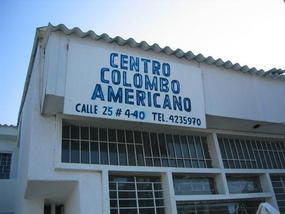 CENTRO
COLOMBO
AMERICANO
CALLE 25 # 4-40 TEL. 4235970